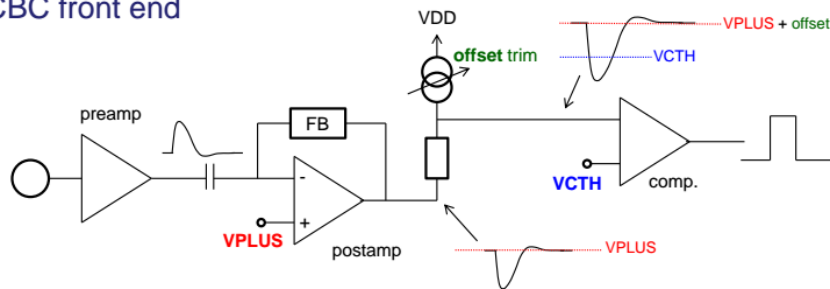 CBC front end
VDD
VPLUS + offset
offset trim
VCTH
preamp
FB
-
+
VPLUS
postamp
VCTH
comp.
VPLUS